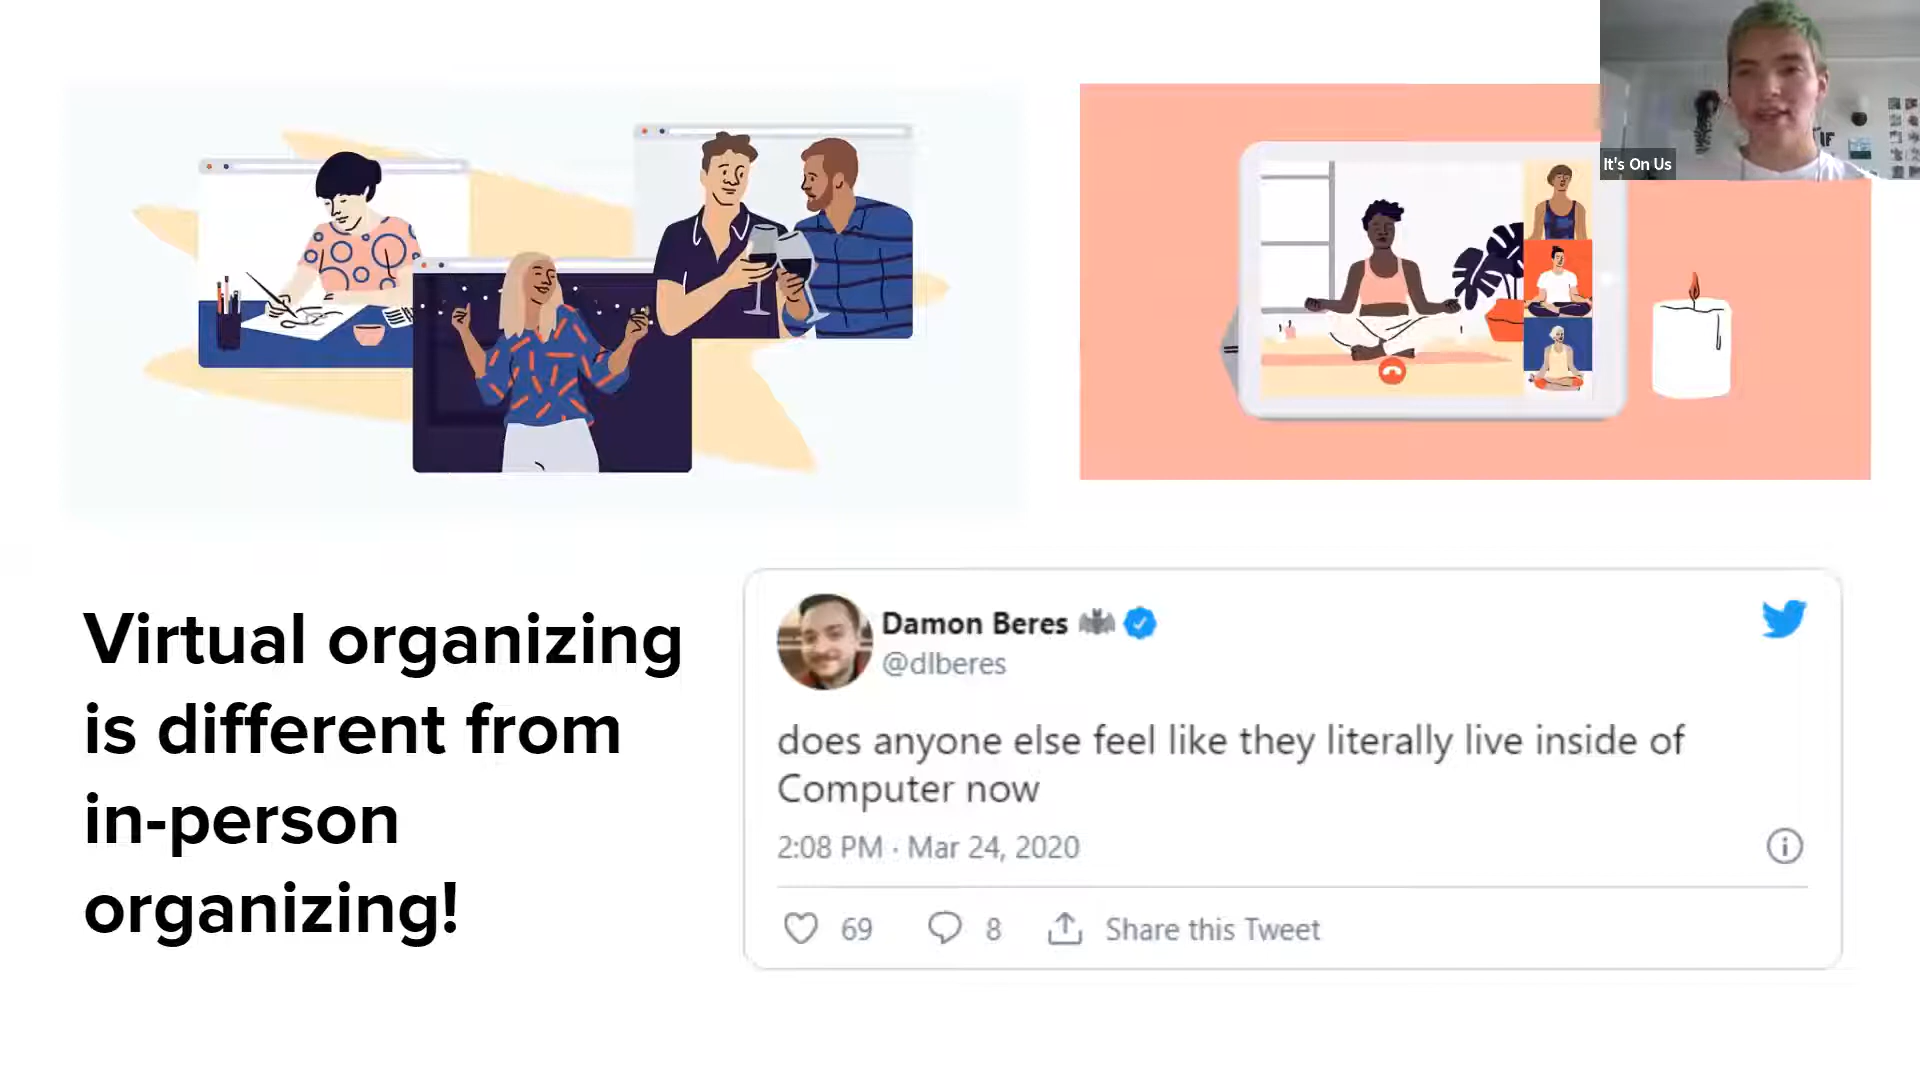 It's On Us
Virtual organizing
is different from
in-person
organizing!
Damon Beres
@dlberes
does anyone else feel like they literally live inside of
Computer now
2:08 PM · Mar 24, 2020
69 8 Share this Tweet